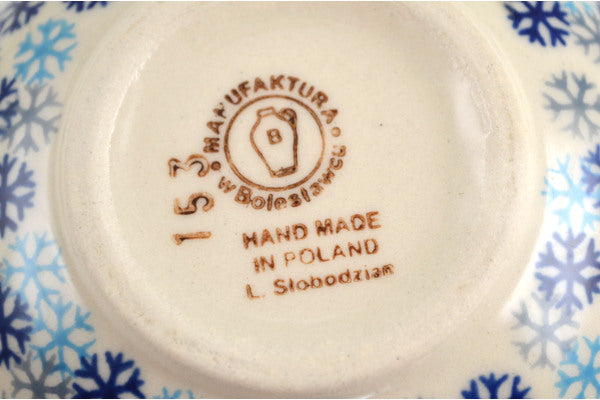 • MANUFAKTURA •
B
w Bolesławcu
153
HAND MADE
IN POLAND
L. Slobodzian